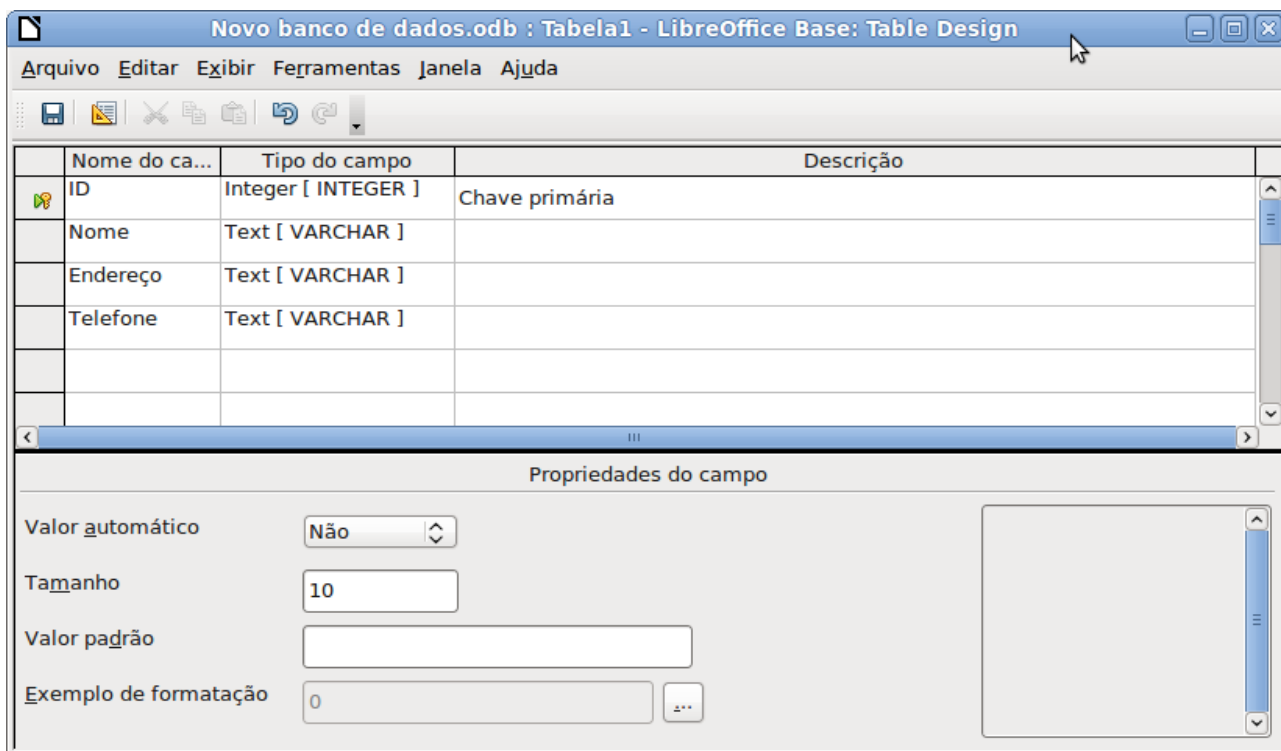 Novo banco de dados.odb : Tabela1 - LibreOffice Base: Table Design
Arquivo Editar Exibir Ferramentas Janela Ajuda
Nome do ca... Tipo do campo Descrição
ID Integer [ INTEGER ] Chave primária
Nome Text [ VARCHAR ]
Endereço Text [ VARCHAR ]
Telefone Text [ VARCHAR ]
Propriedades do campo
Valor automático Não
Tamanho 10
Valor padrão
Exemplo de formatação 0 ...